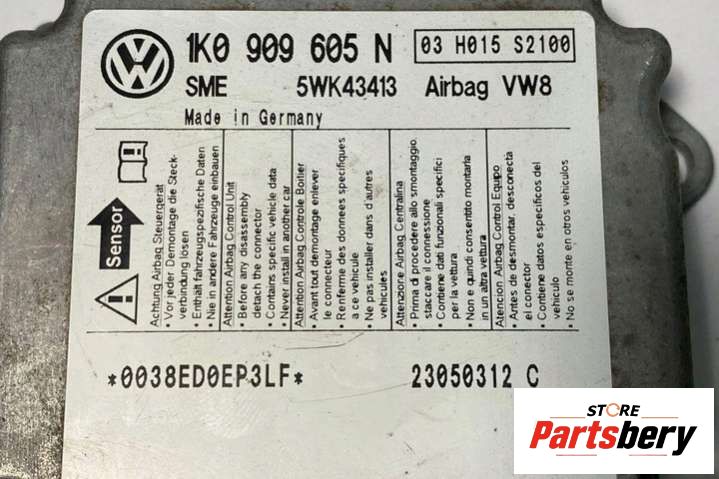 1K0 909 605 N
03 H015 S2100
SME
5WK43413
Airbag VW8
Made in Germany
Sensor
Achtung Airbag Steuergerät
• Vor jeder Demontage die Steck-
verbindung lösen
• Enthält fahrzeugspezifische Daten
• Nie in andere Fahrzeuge einbauen
Attention Airbag Control Unit
• Before any disassembly
detach the connector
• Contains specific vehicle data
• Never install in another car
Attention Airbag Controle Boitier
• Avant tout demontage enlever
le connecteur
• Renferme des donnees specifiques
a ce vehicule
• Ne pas installer dans d'autres
vehicules
Attenzione Airbag Centralina
• Prima di procedere allo smontaggio,
staccare il connessione
• Contiene dati funzionali specifici
per la vettura
• Non e quindi consentito montarla
in un altra vettura
Atencion Airbag Control Equipo
• Antes de desmontar, desconecta
el conector
• Contiene datos especificos del
vehiculo
• No se monte en otros vehiculos
*0038ED0EP3LF*
23050312 C
STORE
Partsbery